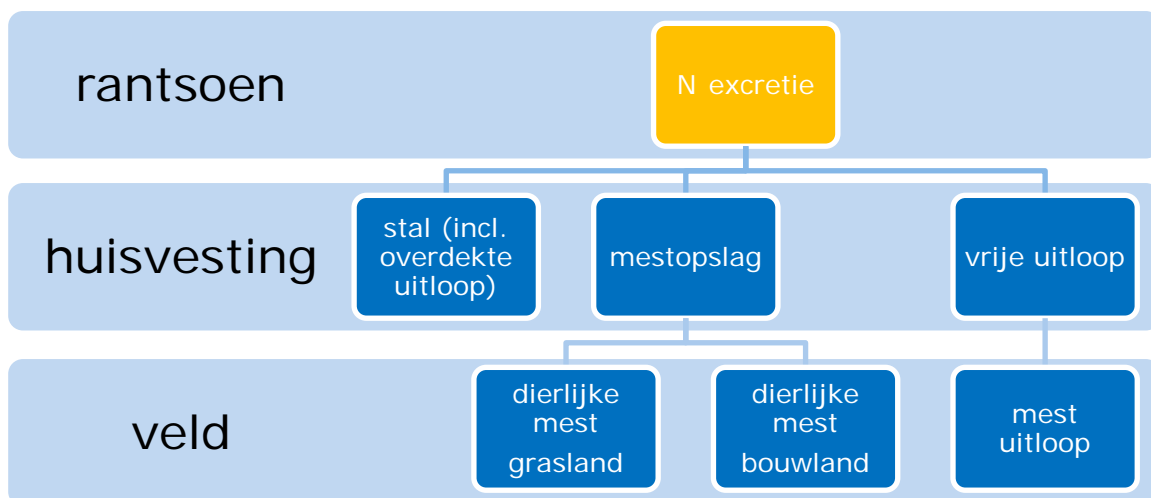 rantsoen
N excretie
huisvesting
stal (incl.
overdekte
uitloop)
mestopslag
vrije uitloop
veld
dierlijke
mest
grasland
dierlijke
mest
bouwland
mest
uitloop